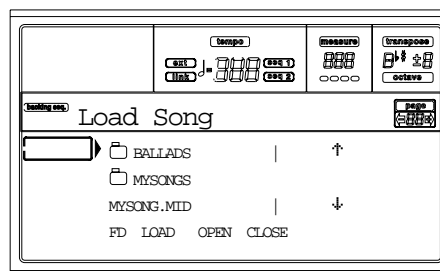 tempo measure transpose
ext seq 1
link seq 2
octave
backing seq. page
Load Song
BALLADS
MYSONGS
MYSONG.MID
FD LOAD OPEN CLOSE